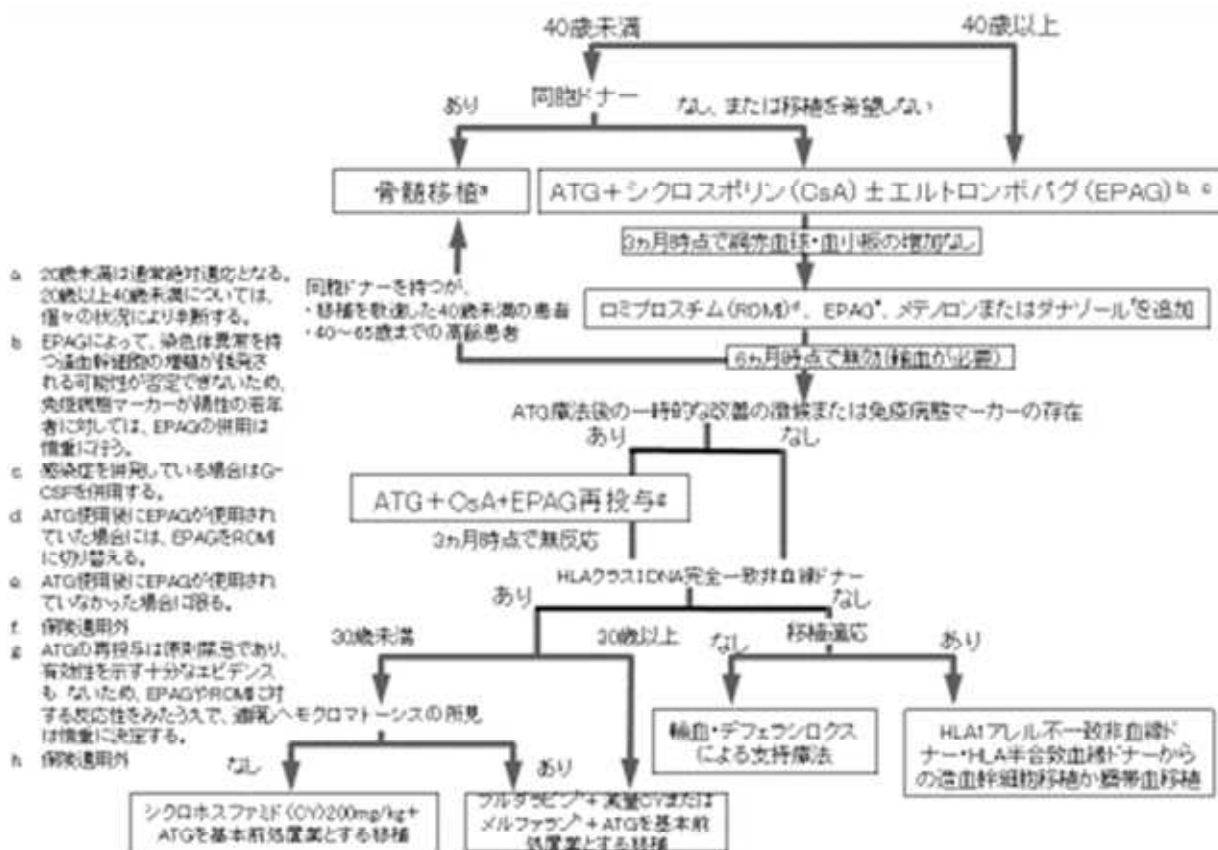 40歳未満
40歳以上
同胞ドナー
あり
なし、または移植を希望しない
骨髄移植a
ATG+シクロスポリン(CsA)±エルトロンボパグ(EPAG)b, c
3ヵ月時点で網赤血球・血小板の増加なし
ロミプロスチム(ROMI)d、EPAGe、メテノロンまたはダナゾールfを追加
同胞ドナーを持つが、
・移植を敬遠した40歳未満の患者
・40〜65歳までの高齢患者
6ヵ月時点で無効(輸血が必要)
ATG療法後の一時的な改善の徴候または免疫病態マーカーの存在
あり
なし
ATG+CsA+EPAG再投与g
3ヵ月時点で無反応
HLAクラスI DNA完全一致非血縁ドナー
あり
なし
30歳未満
30歳以上
移植適応
なし
あり
ヘモクロマトーシスの所見
輸血・デフェラシロクス
による支持療法
HLA1アレル不一致非血縁ド
ナー・HLA半合致血縁ドナーから
の造血幹細胞移植か臍帯血移植
なし
あり
シクロホスファミド(CY)200mg/kg+
ATGを基本前処置薬とする移植
フルダラビンh+減量CYまたは
メルファランh+ATGを基本前
処置薬とする移植
a 20歳未満は通常絶対適応となる。
20歳以上40歳未満については、
個々の状況により判断する。
b EPAGによって、染色体異常を持
つ造血幹細胞の増殖が誘発さ
れる可能性が否定できないため、
免疫病態マーカーが陽性の若年
者に対しては、EPAGの併用は
慎重に行う。
c 感染症を併発している場合はG-
CSFを併用する。
d ATG使用後にEPAGが使用され
ていた場合には、EPAGをROMI
に切り替える。
e ATG使用後にEPAGが使用され
ていなかった場合に限る。
f 保険適用外
g ATGの再投与は原則禁忌であり、
有効性を示す十分なエビデンス
も ないため、EPAGやROMIに対
する反応性をみたうえで、適応
は慎重に決定する。
h 保険適用外